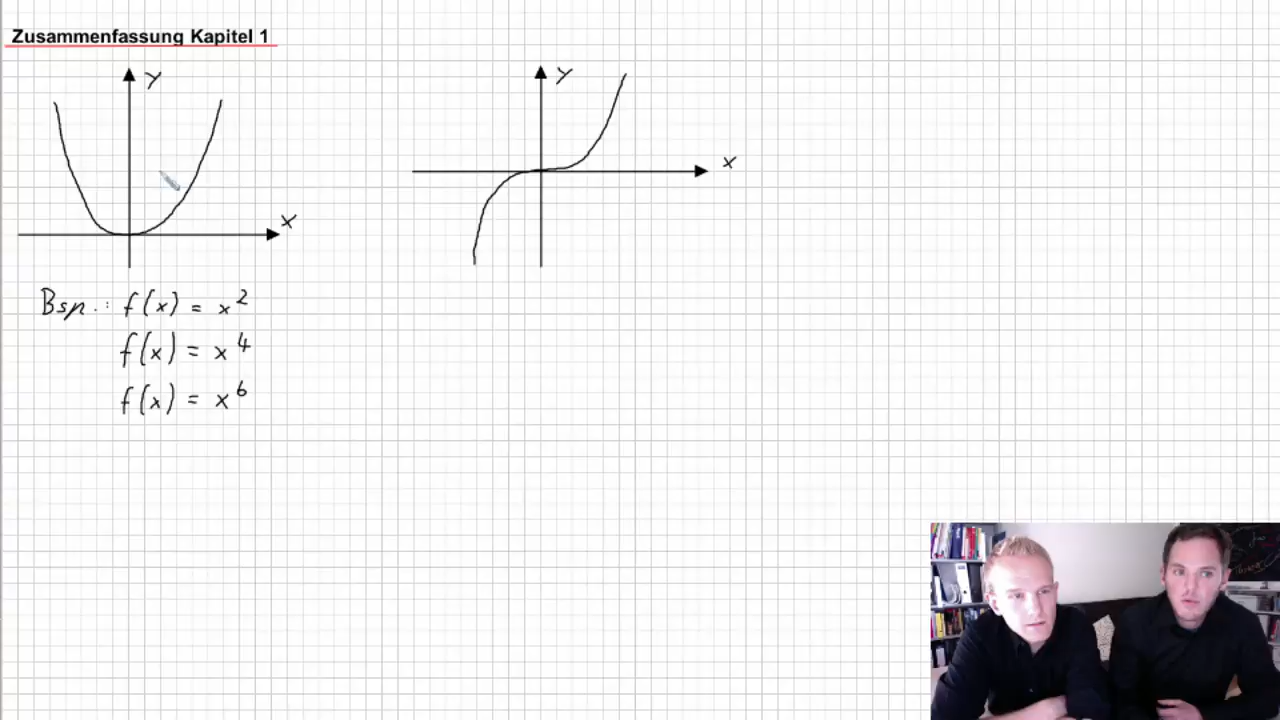 Zusammenfassung Kapitel 1
y
x
y
x
Bsp.: f(x) = x²
f(x) = x⁴
f(x) = x⁶